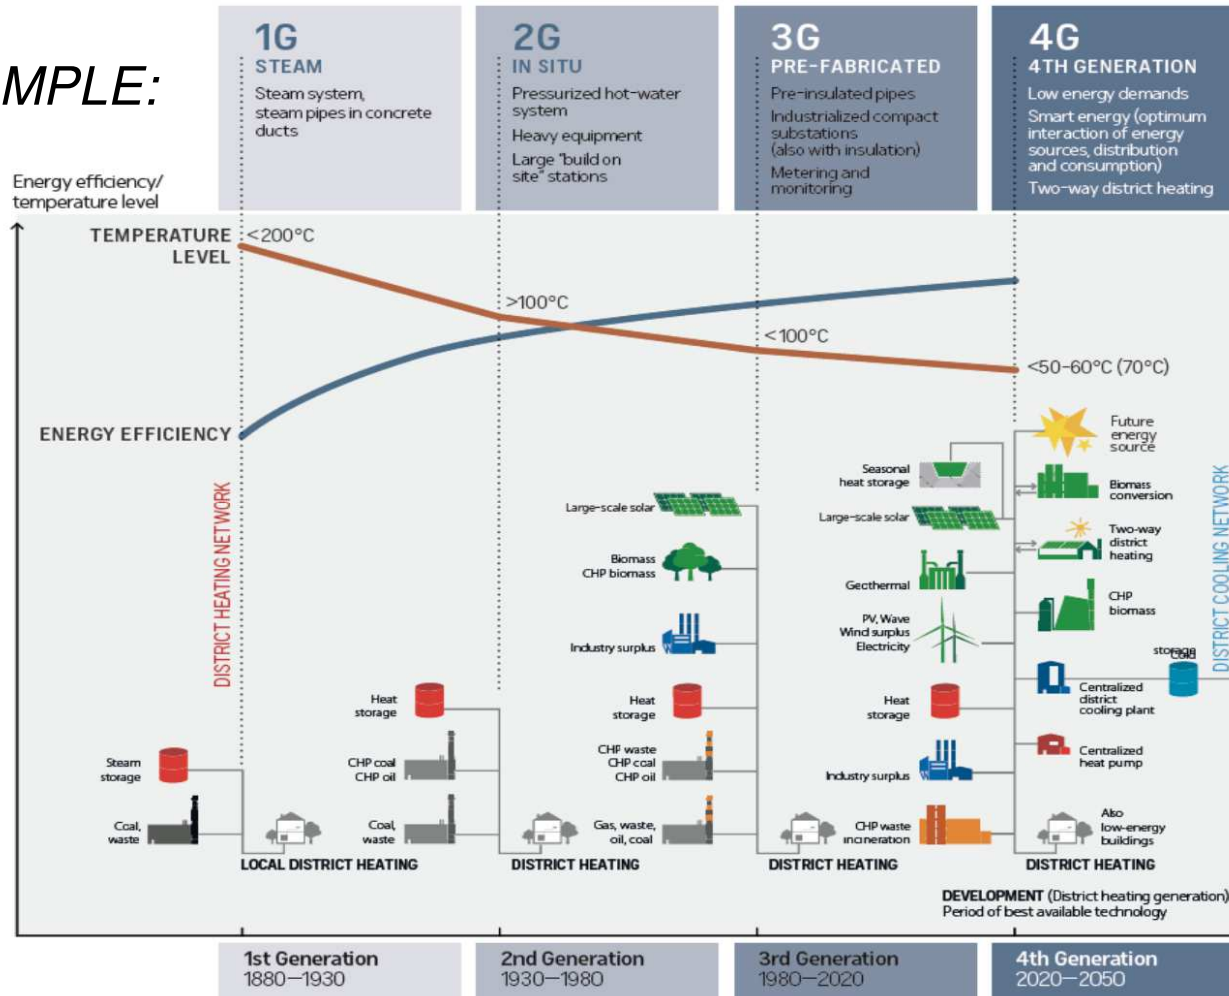 MPLE:
1G
STEAM
Steam system,
steam pipes in concrete
ducts
2G
IN SITU
Pressurized hot-water
system
Heavy equipment
Large "build on
site" stations
3G
PRE-FABRICATED
Pre-insulated pipes
Industrialized compact
substations
(also with insulation)
Metering and
monitoring
4G
4TH GENERATION
Low energy demands
Smart energy (optimum
interaction of energy
sources, distribution
and consumption)
Two-way district heating
Energy efficiency/
temperature level
TEMPERATURE
LEVEL
<200°C
>100°C
<100°C
<50-60°C (70°C)
ENERGY EFFICIENCY
DISTRICT HEATING NETWORK
Steam
storage
Coal,
waste
LOCAL DISTRICT HEATING
Heat
storage
CHP coal
CHP oil
Coal,
waste
DISTRICT HEATING
Large-scale solar
Biomass
CHP biomass
Industry surplus
Heat
storage
CHP waste
CHP coal
CHP oil
Gas, waste,
oil, coal
DISTRICT HEATING
Seasonal
heat storage
Large-scale solar
Geothermal
PV, Wave
Wind surplus
Electricity
Heat
storage
Industry surplus
CHP waste
incineration
Future
energy
source
Biomass
conversion
Two-way
district
heating
CHP
biomass
storage
Cold
Centralized
district
cooling plant
Centralized
heat pump
Also
low-energy
buildings
DISTRICT HEATING
DISTRICT COOLING NETWORK
DEVELOPMENT (District heating generation)
Period of best available technology
1st Generation
1880—1930
2nd Generation
1930—1980
3rd Generation
1980—2020
4th Generation
2020—2050